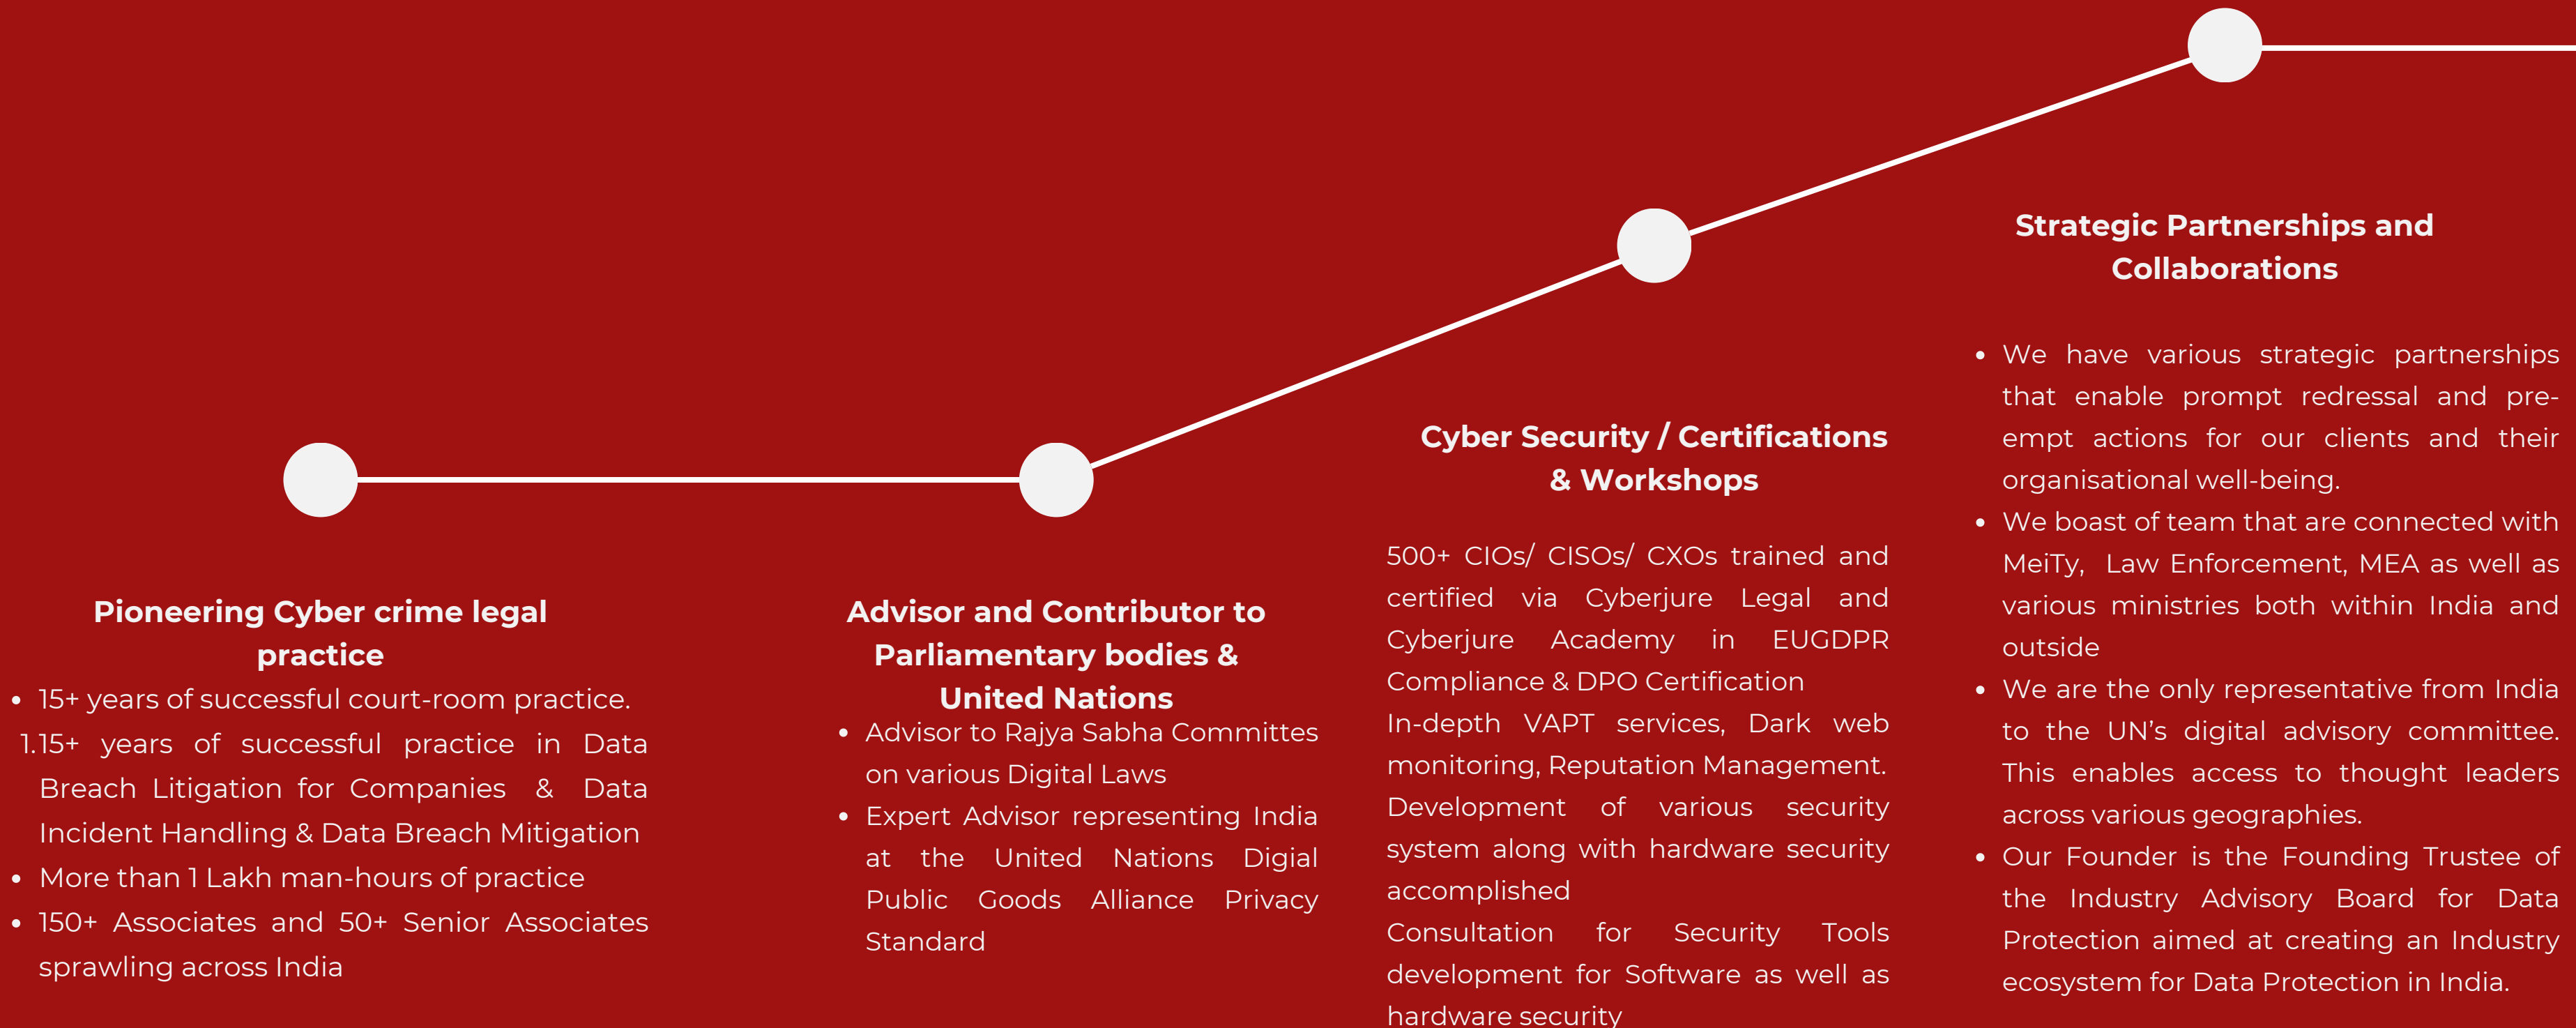 Pioneering Cyber crime legal
practice
• 15+ years of successful court-room practice.
1. 15+ years of successful practice in Data
Breach Litigation for Companies & Data
Incident Handling & Data Breach Mitigation
• More than 1 Lakh man-hours of practice
• 150+ Associates and 50+ Senior Associates
sprawling across India
Advisor and Contributor to
Parliamentary bodies &
United Nations
• Advisor to Rajya Sabha Committes
on various Digital Laws
• Expert Advisor representing India
at the United Nations Digial
Public Goods Alliance Privacy
Standard
Cyber Security / Certifications
& Workshops
500+ CIOs/ CISOs/ CXOs trained and
certified via Cyberjure Legal and
Cyberjure Academy in EUGDPR
Compliance & DPO Certification
In-depth VAPT services, Dark web
monitoring, Reputation Management.
Development of various security
system along with hardware security
accomplished
Consultation for Security Tools
development for Software as well as
hardware security
Strategic Partnerships and
Collaborations
• We have various strategic partnerships
that enable prompt redressal and pre-
empt actions for our clients and their
organisational well-being.
• We boast of team that are connected with
MeiTy, Law Enforcement, MEA as well as
various ministries both within India and
outside
• We are the only representative from India
to the UN’s digital advisory committee.
This enables access to thought leaders
across various geographies.
• Our Founder is the Founding Trustee of
the Industry Advisory Board for Data
Protection aimed at creating an Industry
ecosystem for Data Protection in India.